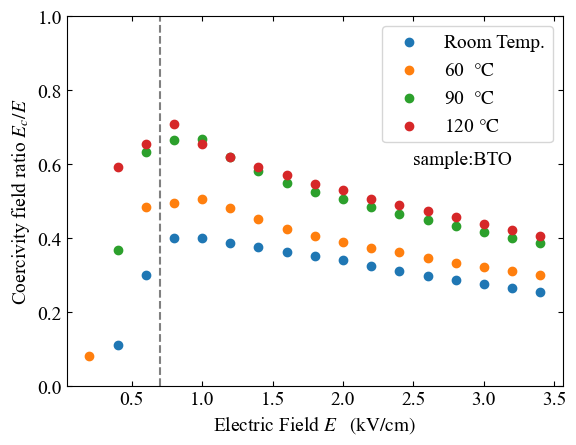 1.0
0.8
0.6
0.4
0.2
0.0
Coercivity field ratio E_c/E
Room Temp.
60 °C
90 °C
120 °C
sample:BTO
0.5 1.0 1.5 2.0 2.5 3.0 3.5
Electric Field E (kV/cm)